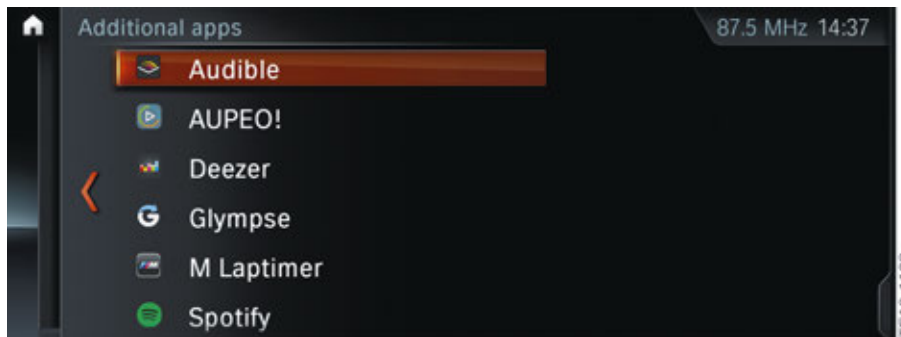 Additional apps
87.5 MHz 14:37
Audible
AUPEO!
Deezer
Glympse
M Laptimer
Spotify